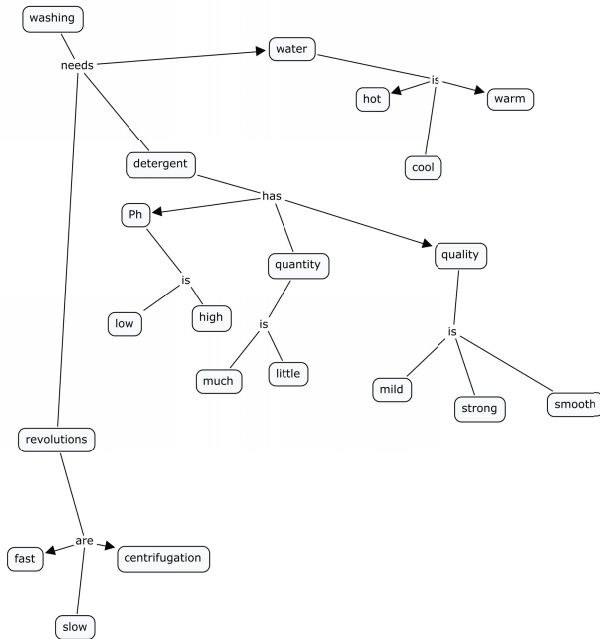 washing
needs
water
is
hot
warm
cool
detergent
has
Ph
quantity
quality
is
low
high
is
much
little
is
mild
strong
smooth
revolutions
are
fast
centrifugation
slow